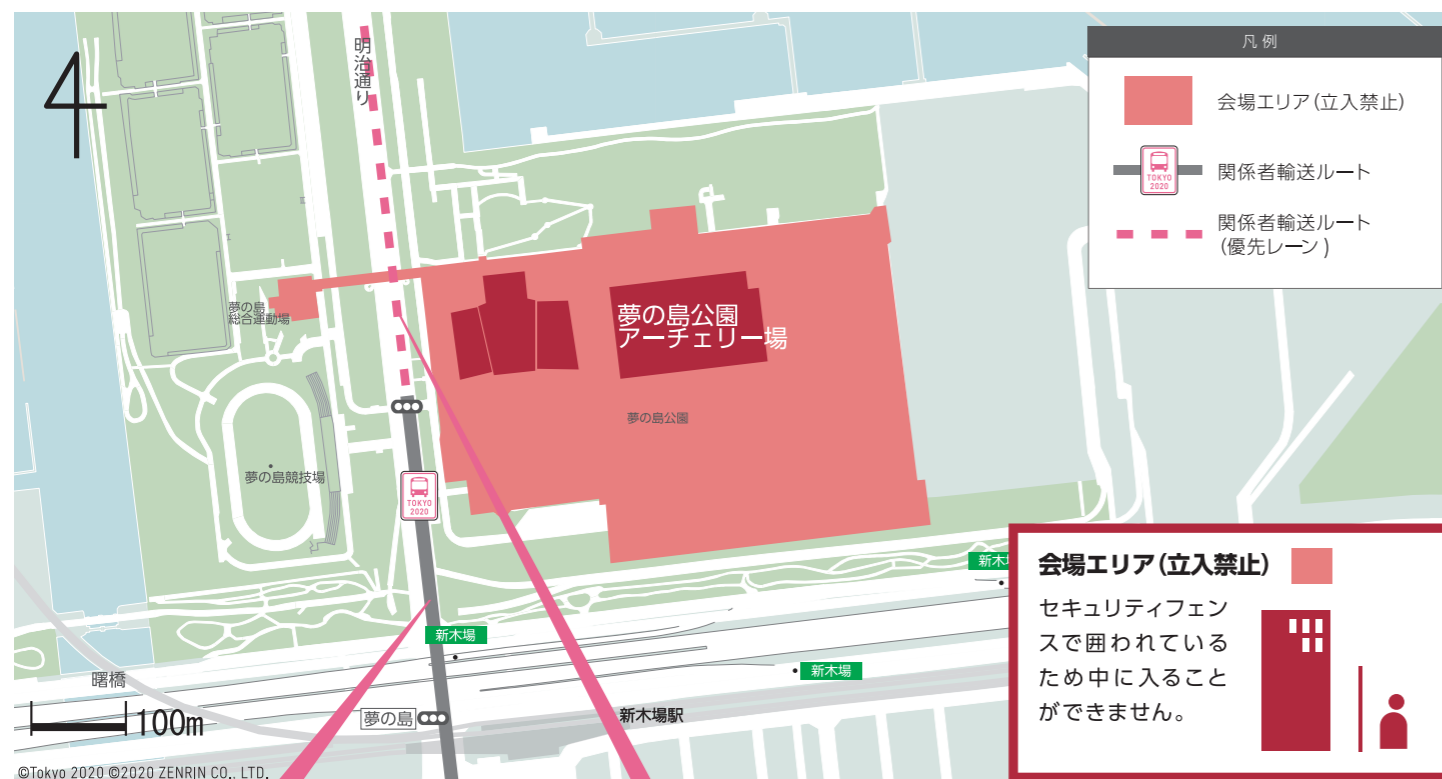 4
明治通り
凡例
会場エリア(立入禁止)
TOKYO
2020
関係者輸送ルート
関係者輸送ルート
(優先レーン)
夢の島
総合運動場
夢の島公園
アーチェリー場
夢の島公園
夢の島競技場
TOKYO
2020
新木場
新木場
新木場
曙橋
100m
夢の島
新木場駅
会場エリア(立入禁止)
セキュリティフェン
スで囲われている
ため中に入ること
ができません。
©Tokyo 2020 ©2020 ZENRIN CO., LTD.